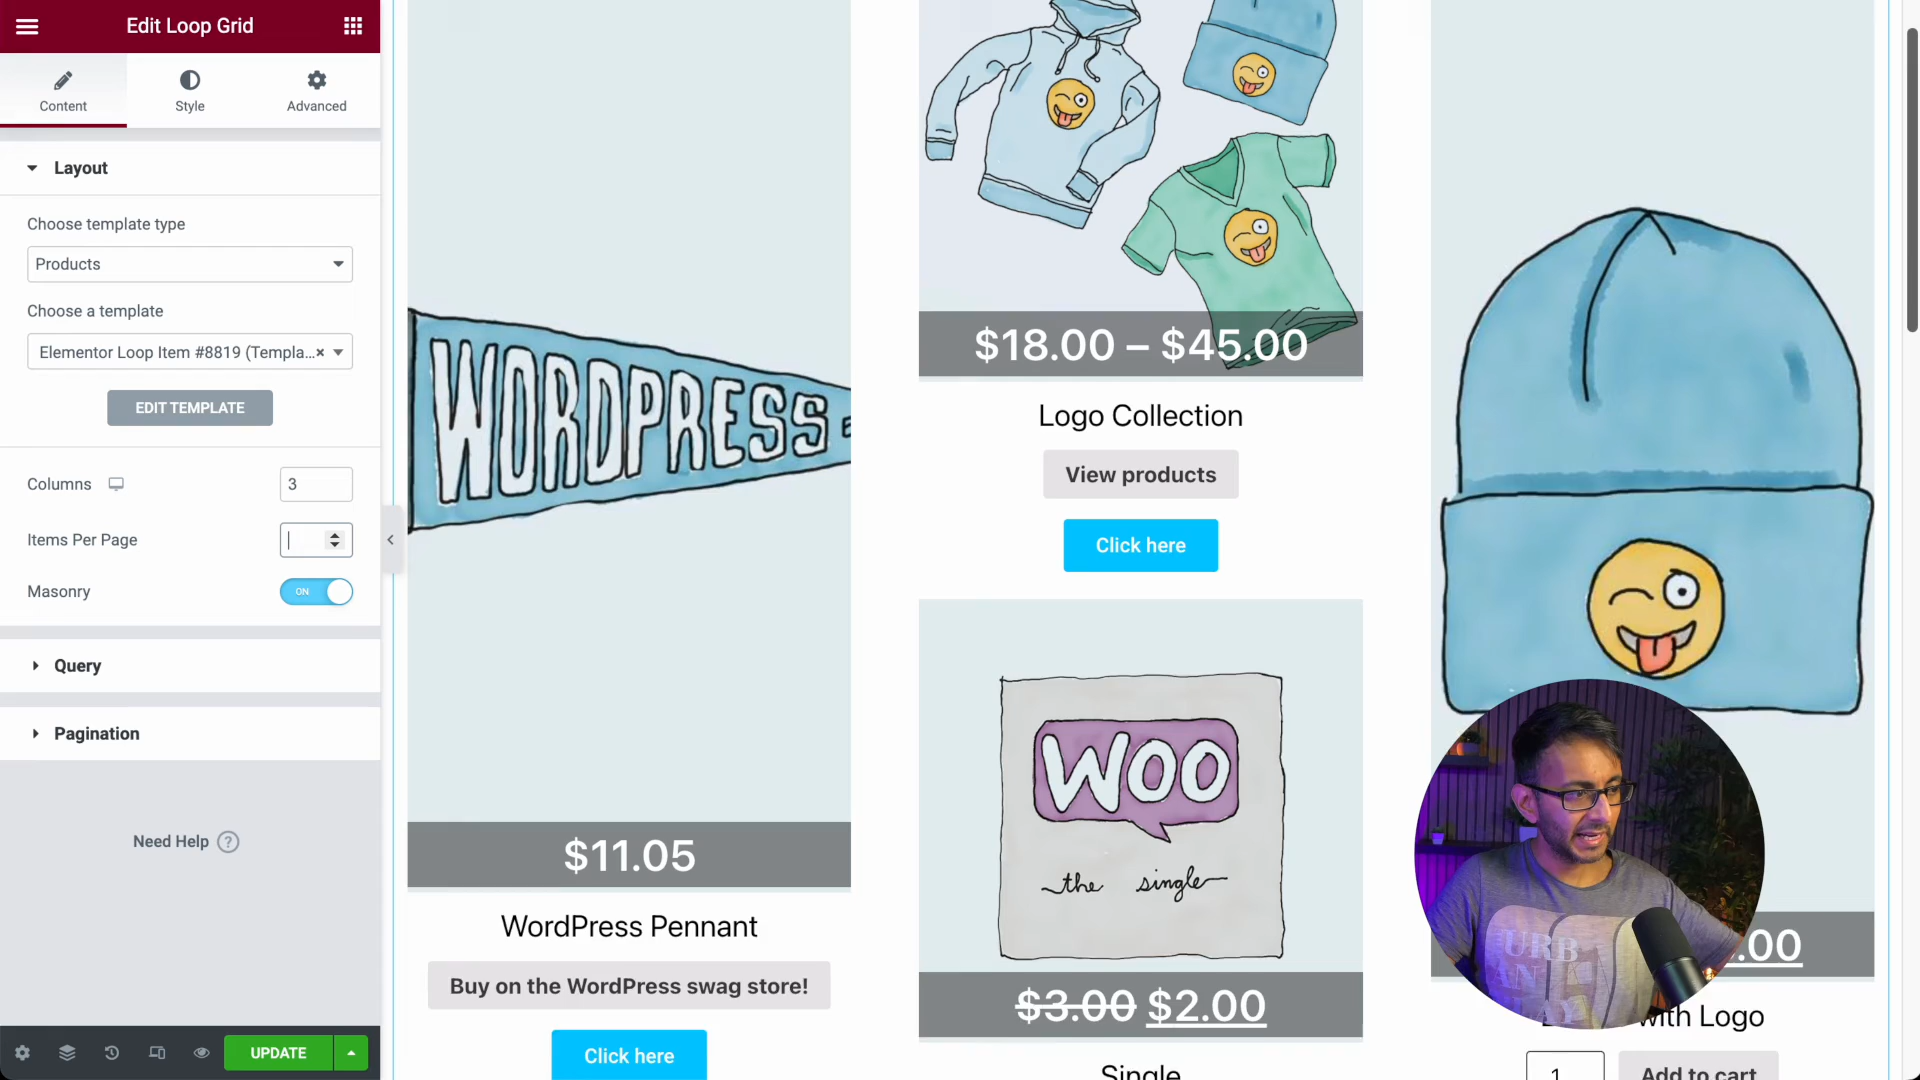 Edit Loop Grid
Content
Style
Advanced
Layout
Choose template type
Products
Choose a template
Elementor Loop Item #8819 (Templa...×
EDIT TEMPLATE
Columns
3
Items Per Page
Masonry
ON
Query
Pagination
Need Help ?
UPDATE
WORDPRESS
$11.05
WordPress Pennant
Buy on the WordPress swag store!
Click here
$18.00 – $45.00
Logo Collection
View products
Click here
WOO
the single
$3.00 $2.00
Single
.00
with Logo
1
Add to cart
URB
AN